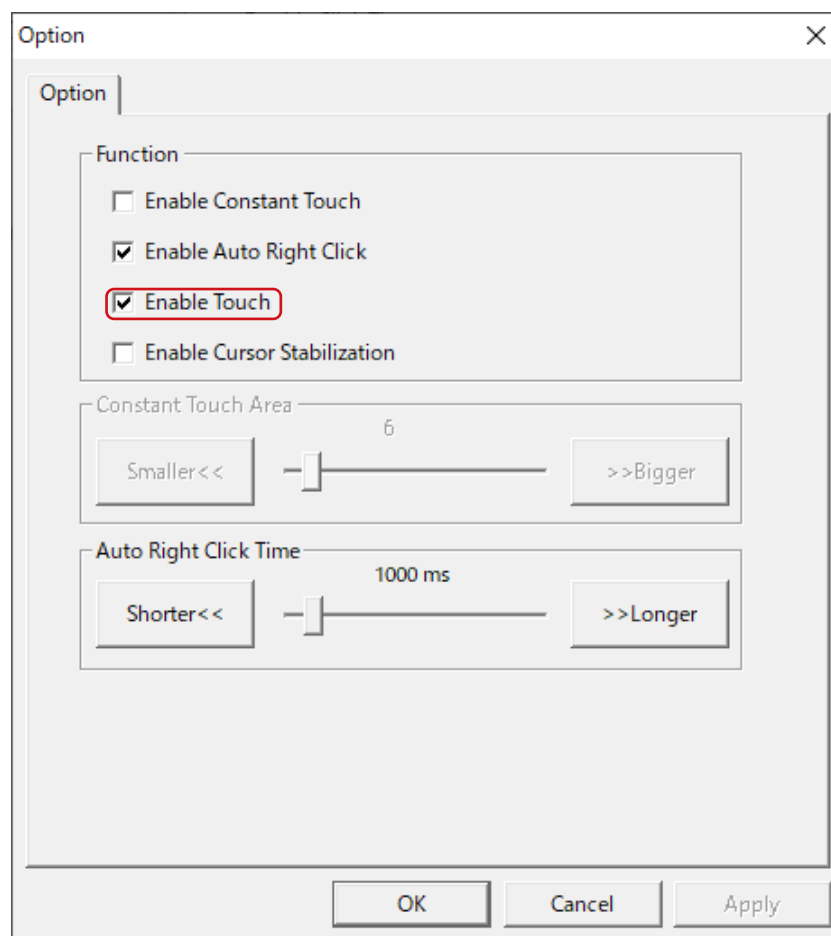 Option
Option
Function
Enable Constant Touch
Enable Auto Right Click
Enable Touch
Enable Cursor Stabilization
Constant Touch Area
6
Smaller<< >>Bigger
Auto Right Click Time
1000 ms
Shorter<< >>Longer
OK Cancel Apply